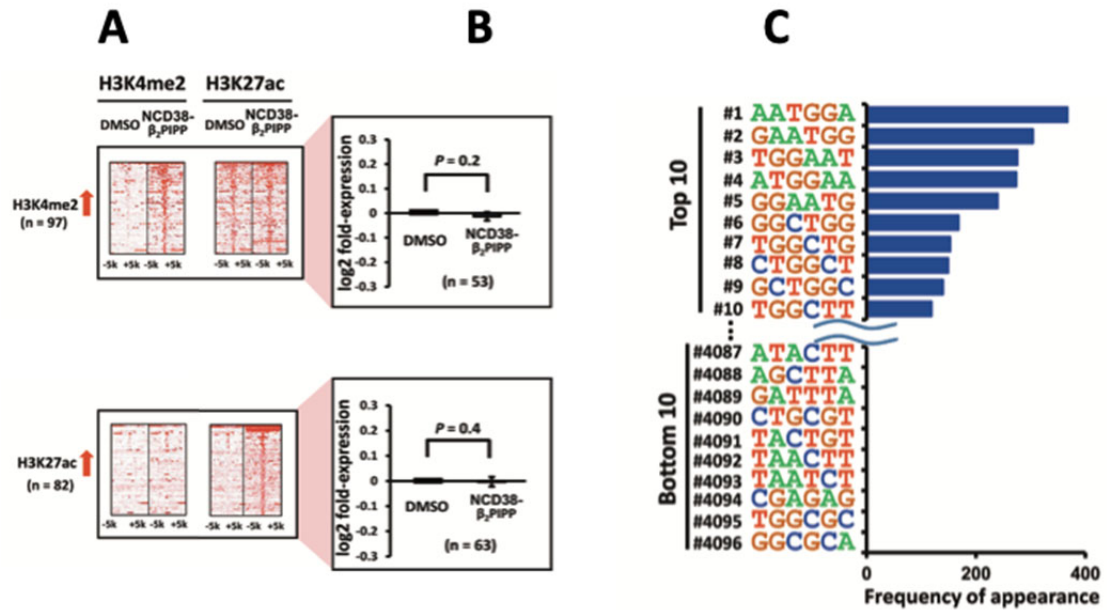 A
B
C
H3K4me2 H3K27ac
DMSO NCD38-β₂PIPP DMSO NCD38-β₂PIPP
H3K4me2
(n = 97)
-5k +5k -5k +5k -5k +5k -5k +5k
log2 fold-expression
0.3
0.2
0.1
0
-0.1
-0.2
-0.3
P = 0.2
DMSO
NCD38-
β₂PIPP
(n = 53)
H3K27ac
(n = 82)
-5k +5k -5k +5k -5k +5k -5k +5k
log2 fold-expression
0.3
0.2
0.1
0
-0.1
-0.2
-0.3
P = 0.4
DMSO
NCD38-
β₂PIPP
(n = 63)
Top 10
#1 AATGGA
#2 GAATGG
#3 TGGAAT
#4 ATGGAA
#5 GGAATG
#6 GGCTGG
#7 TGGCTG
#8 CTGGCT
#9 GCTGGC
#10 TGGCTT
Bottom 10
#4087 ATACTT
#4088 AGCTTA
#4089 GATTTA
#4090 CTGCGT
#4091 TACTGT
#4092 TAACTT
#4093 TAATCT
#4094 CGAGAG
#4095 TGGCGC
#4096 GGCGCA
0 200 400
Frequency of appearance